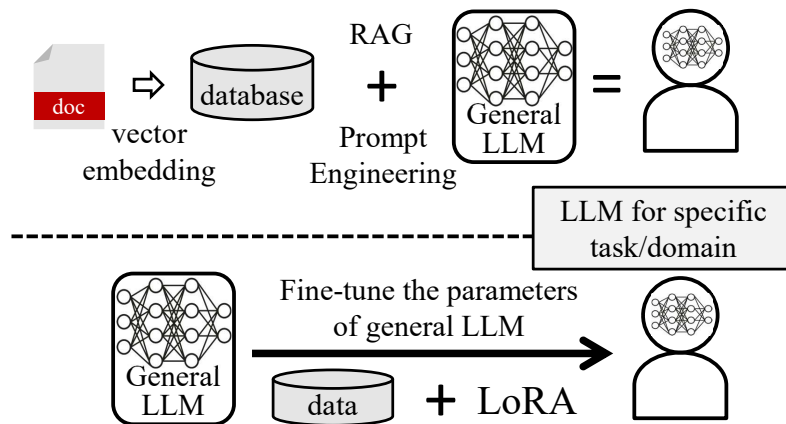 doc
vector
embedding
database
RAG
+
Prompt
Engineering
General
LLM
=
LLM for specific
task/domain
General
LLM
Fine-tune the parameters
of general LLM
data
+ LoRA